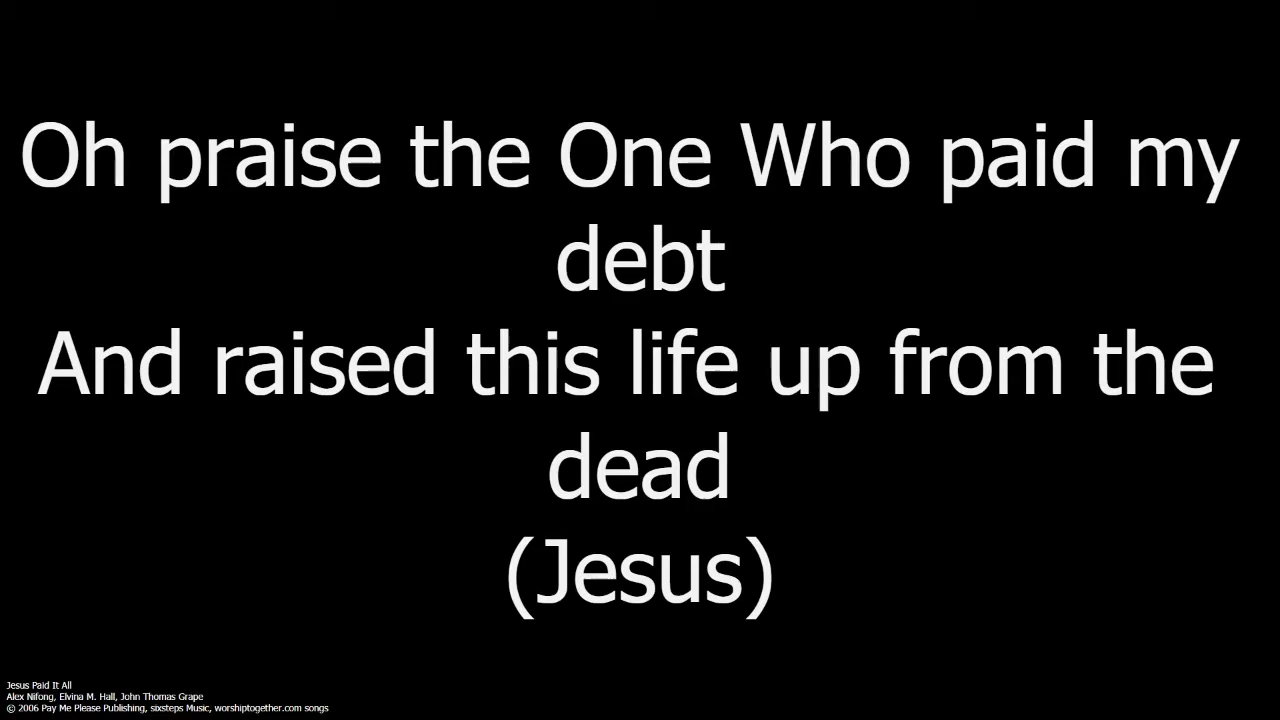 Oh praise the One Who paid my
debt
And raised this life up from the
dead
(Jesus)
Jesus Paid It All
Alex Nifong, Elvina M. Hall, John Thomas Grape
© 2006 Pay Me Please Publishing, sixsteps Music, worshiptogether.com songs